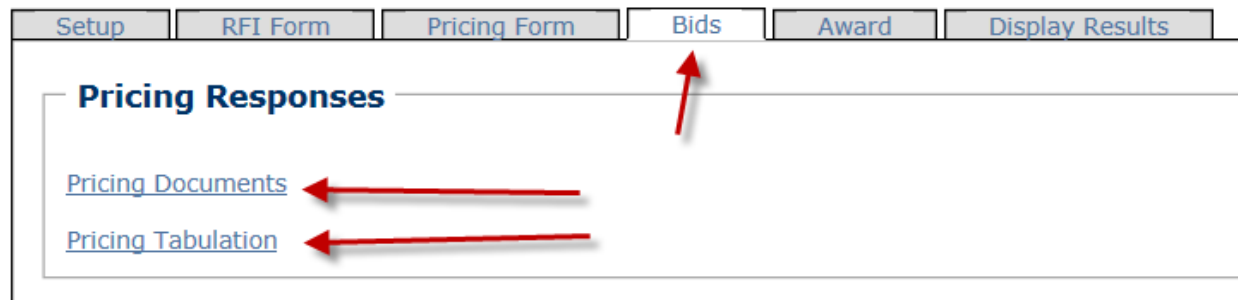 Setup RFI Form Pricing Form Bids Award Display Results
Pricing Responses
Pricing Documents
Pricing Tabulation